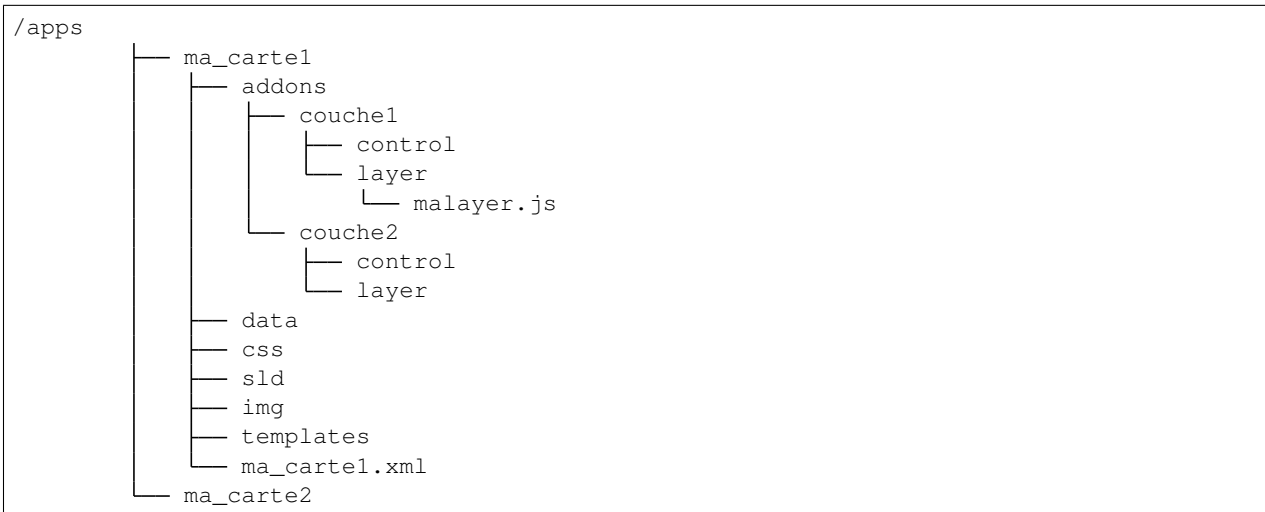 /apps
ma_carte1
addons
couche1
control
layer
malayer.js
couche2
control
layer
data
css
sld
img
templates
ma_carte1.xml
ma_carte2